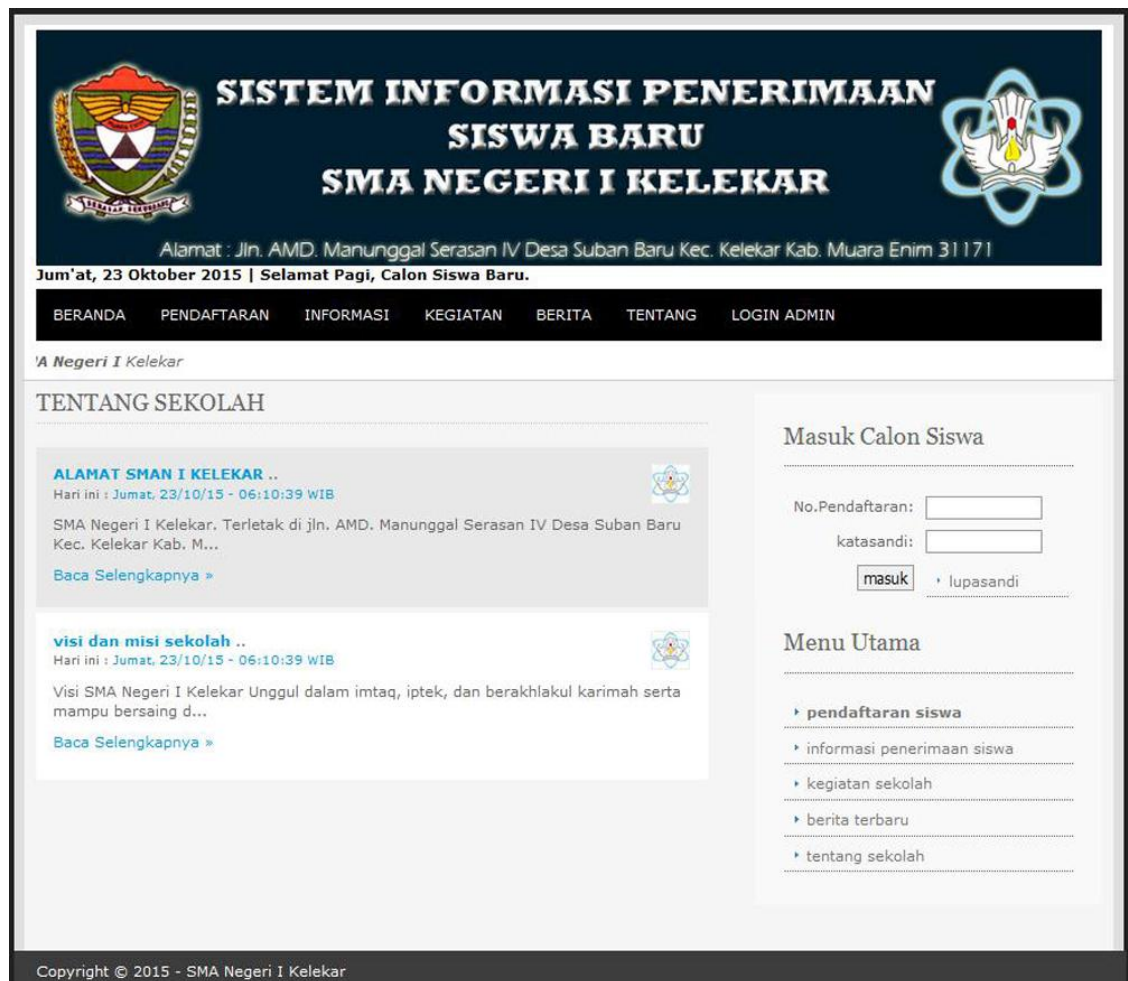 SISTEM INFORMASI PENERIMAAN
SISWA BARU
SMA NEGERI I KELEKAR
Alamat : Jln. AMD. Manunggal Serasan IV Desa Suban Baru Kec. Kelekar Kab. Muara Enim 31171
Jum'at, 23 Oktober 2015 | Selamat Pagi, Calon Siswa Baru.
BERANDA PENDAFTARAN INFORMASI KEGIATAN BERITA TENTANG LOGIN ADMIN
'A Negeri I Kelekar
TENTANG SEKOLAH
ALAMAT SMAN I KELEKAR ..
Hari ini : Jumat, 23/10/15 - 06:10:39 WIB
SMA Negeri I Kelekar. Terletak di jln. AMD. Manunggal Serasan IV Desa Suban Baru
Kec. Kelekar Kab. M...
Baca Selengkapnya »
visi dan misi sekolah ..
Hari ini : Jumat, 23/10/15 - 06:10:39 WIB
Visi SMA Negeri I Kelekar Unggul dalam imtaq, iptek, dan berakhlakul karimah serta
mampu bersaing d...
Baca Selengkapnya »
Masuk Calon Siswa
No.Pendaftaran:
katasandi:
masuk lupasandi
Menu Utama
pendaftaran siswa
informasi penerimaan siswa
kegiatan sekolah
berita terbaru
tentang sekolah
Copyright © 2015 - SMA Negeri I Kelekar